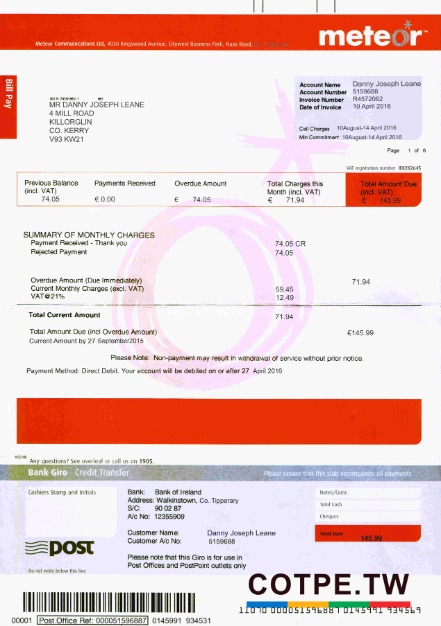 Meteor Communications Ltd, 4030 Kingswood Avenue, Citywest Business Park, Naas Road,
meteor
Bill Pay
MR DANNY JOSEPH LEANE
4 MILL ROAD
KILLORGLIN
CO. KERRY
V93 KW21
Account Name Danny Joseph Leane
Account Number 5159688
Invoice Number R4572062
Date of Invoice 10 April 2016
Call Charges 10August-14 April 2016
Min Commitment 10August-14 April 2016
Page 1 of 6
VAT registration number IE8282645
Previous Balance (incl. VAT) 74.05
Payments Received € 0.00
Overdue Amount € 74.05
Total Charges this Month (incl. VAT) € 71.94
Total Amount Due (incl. VAT) € 145.99
SUMMARY OF MONTHLY CHARGES
Payment Received - Thank you 74.05 CR
Rejected Payment 74.05
Overdue Amount (Due Immediately) 71.94
Current Monthly Charges (excl. VAT) 59.45
VAT@21% 12.49
Total Current Amount 71.94
Total Amount Due (incl Overdue Amount) €145.99
Current Amount by 27 September2015
Please Note: Non-payment may result in withdrawal of service without prior notice.
Payment Method: Direct Debit. Your account will be debited on or after 27 April 2016
Any questions? See overleaf or call us on 1905.
Bank Giro Credit Transfer
Please ensure that this slip accompanies all payments
Cashiers Stamp and Initials
Bank: Bank of Ireland
Address: Walkinstown, Co. Tipperary
S/C: 90 02 87
A/c No: 12355909
Customer Name: Danny Joseph Leane
Customer A/c No: 5159688
Please note that this Giro is for use in
Post Offices and PostPoint outlets only
Notes/Coins
Total Cash
Cheques
Total Euro 145.99
post
Do not write below this line
COTPE.TW
00001 Post Office Ref: 000051596887 0145991 934531